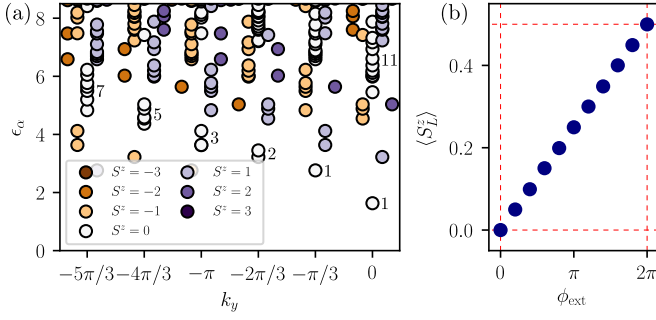 (a)
8
6
4
2
0
ϵ_α
11
7
5
3
2
1
1
S^z = −3
S^z = −2
S^z = −1
S^z = 0
S^z = 1
S^z = 2
S^z = 3
−5π/3
−4π/3
−π
−2π/3
−π/3
0
k_y
(b)
0.4
0.2
0.0
⟨S_L^z⟩
0
π
2π
ϕ_ext